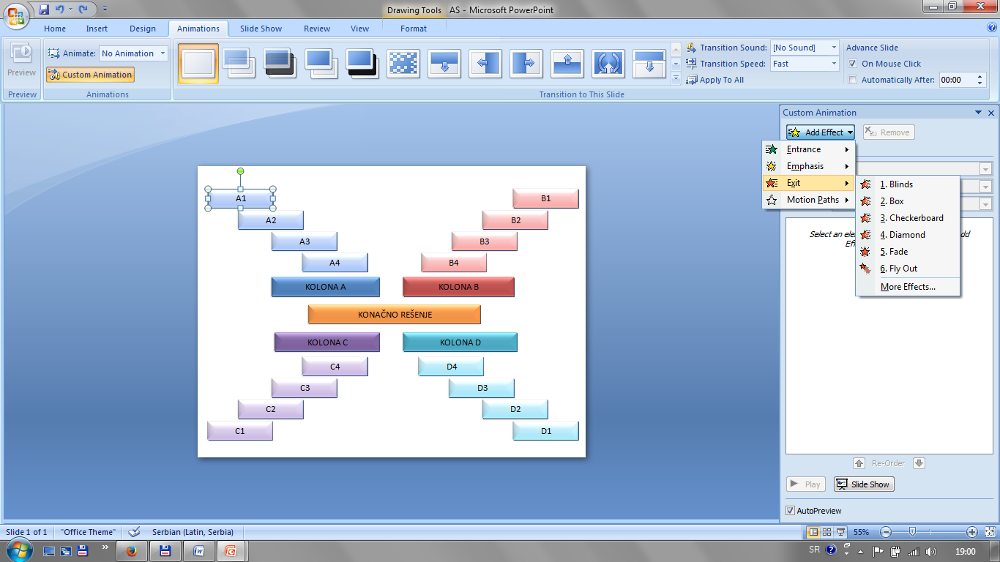 Drawing Tools AS - Microsoft PowerPoint
Home Insert Design Animations Slide Show Review View Format
Preview
Animate: No Animation
Custom Animation
Transition Sound: [No Sound]
Transition Speed: Fast
Apply To All
Advance Slide
On Mouse Click
Automatically After: 00:00
Preview Animations Transition to This Slide
Custom Animation
Add Effect Remove
Entrance
Emphasis
Exit
Motion Paths
1. Blinds
2. Box
3. Checkerboard
4. Diamond
5. Fade
6. Fly Out
More Effects...
Select an ele
dd
Ef
A1 B1
A2 B2
A3 B3
A4 B4
KOLONA A KOLONA B
KONAČNO REŠENJE
KOLONA C KOLONA D
C4 D4
C3 D3
C2 D2
C1 D1
Re-Order
Play Slide Show
AutoPreview
Slide 1 of 1 "Office Theme" Serbian (Latin, Serbia) 55%
SR 19:00